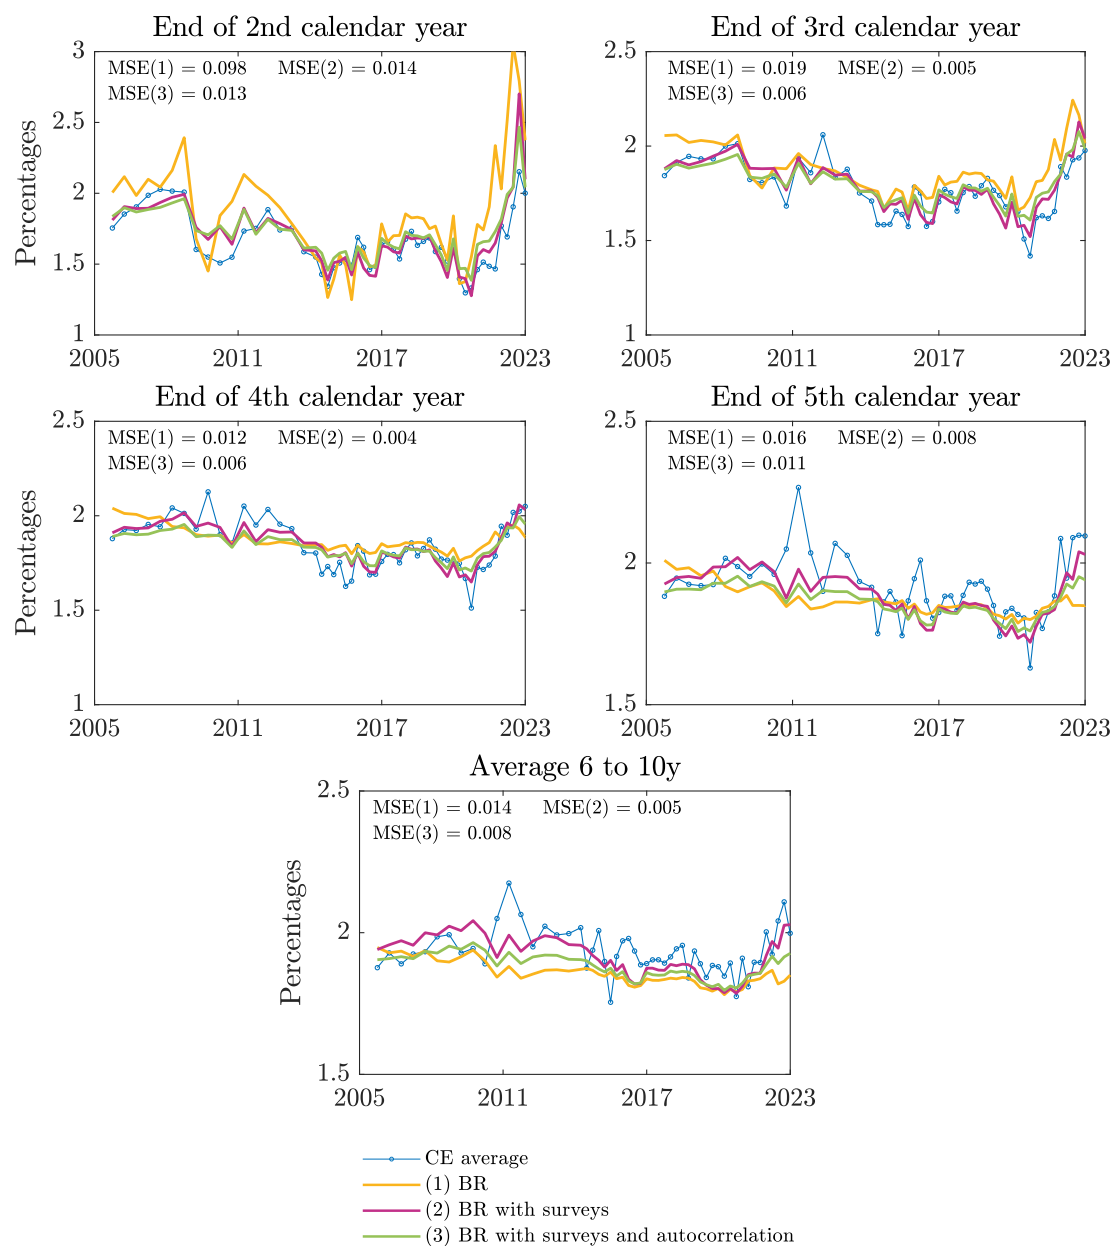 End of 2nd calendar year
MSE(1) = 0.098 MSE(2) = 0.014
MSE(3) = 0.013
Percentages
3
2.5
2
1.5
1
2005 2011 2017 2023
End of 3rd calendar year
MSE(1) = 0.019 MSE(2) = 0.005
MSE(3) = 0.006
2.5
2
1.5
1
2005 2011 2017 2023
End of 4th calendar year
MSE(1) = 0.012 MSE(2) = 0.004
MSE(3) = 0.006
Percentages
2.5
2
1.5
1
2005 2011 2017 2023
End of 5th calendar year
MSE(1) = 0.016 MSE(2) = 0.008
MSE(3) = 0.011
2.5
2
1.5
2005 2011 2017 2023
Average 6 to 10y
MSE(1) = 0.014 MSE(2) = 0.005
MSE(3) = 0.008
Percentages
2.5
2
1.5
2005 2011 2017 2023
CE average
(1) BR
(2) BR with surveys
(3) BR with surveys and autocorrelation